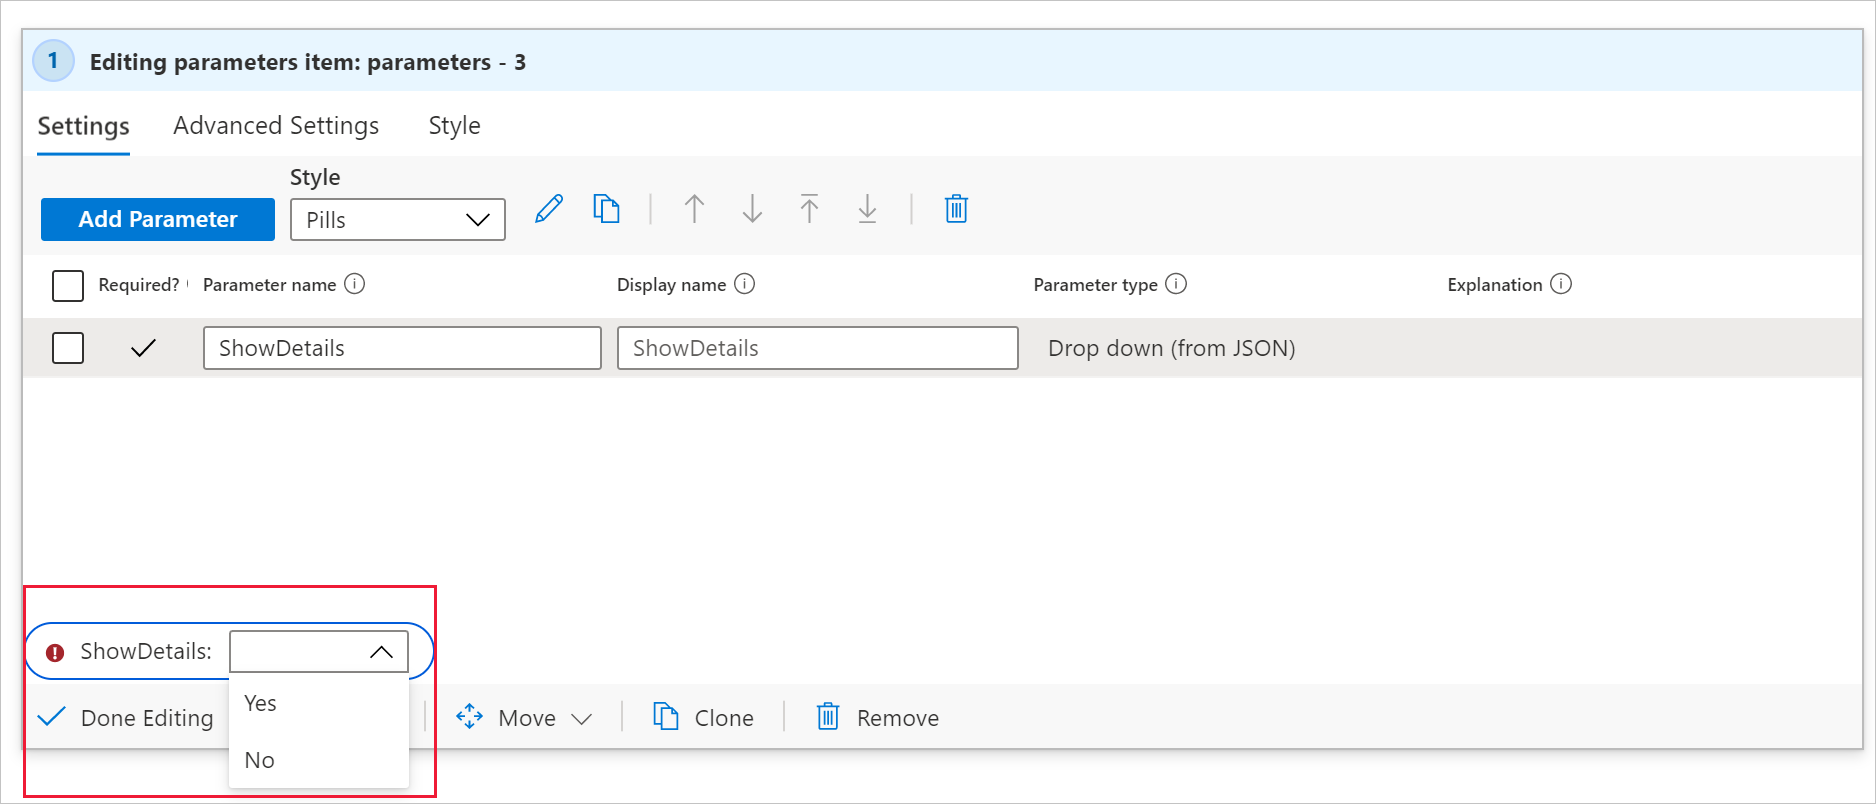 1 Editing parameters item: parameters - 3
Settings Advanced Settings Style
Style
Add Parameter Pills
Required? Parameter name Display name Parameter type Explanation
ShowDetails ShowDetails Drop down (from JSON)
ShowDetails:
Yes
Done Editing Move Clone Remove
No